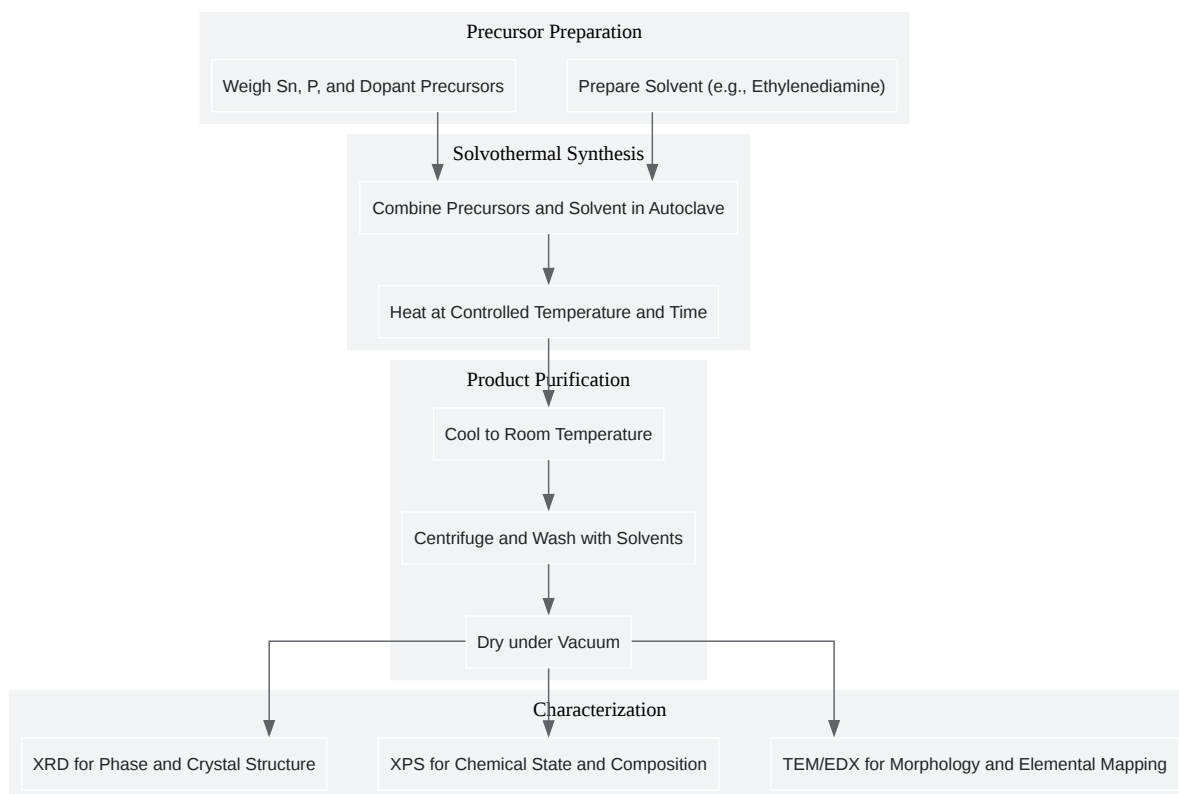 Precursor Preparation
Weigh Sn, P, and Dopant Precursors
Prepare Solvent (e.g., Ethylenediamine)
Solvothermal Synthesis
Combine Precursors and Solvent in Autoclave
Heat at Controlled Temperature and Time
Product Purification
Cool to Room Temperature
Centrifuge and Wash with Solvents
Dry under Vacuum
Characterization
XRD for Phase and Crystal Structure
XPS for Chemical State and Composition
TEM/EDX for Morphology and Elemental Mapping